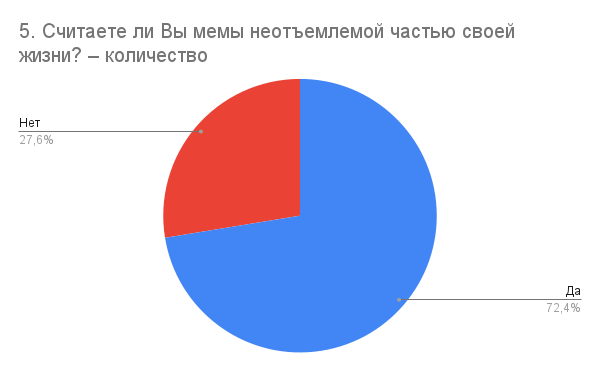 5. Считаете ли Вы мемы неотъемлемой частью своей
жизни? – количество
Нет
27,6%
Да
72,4%